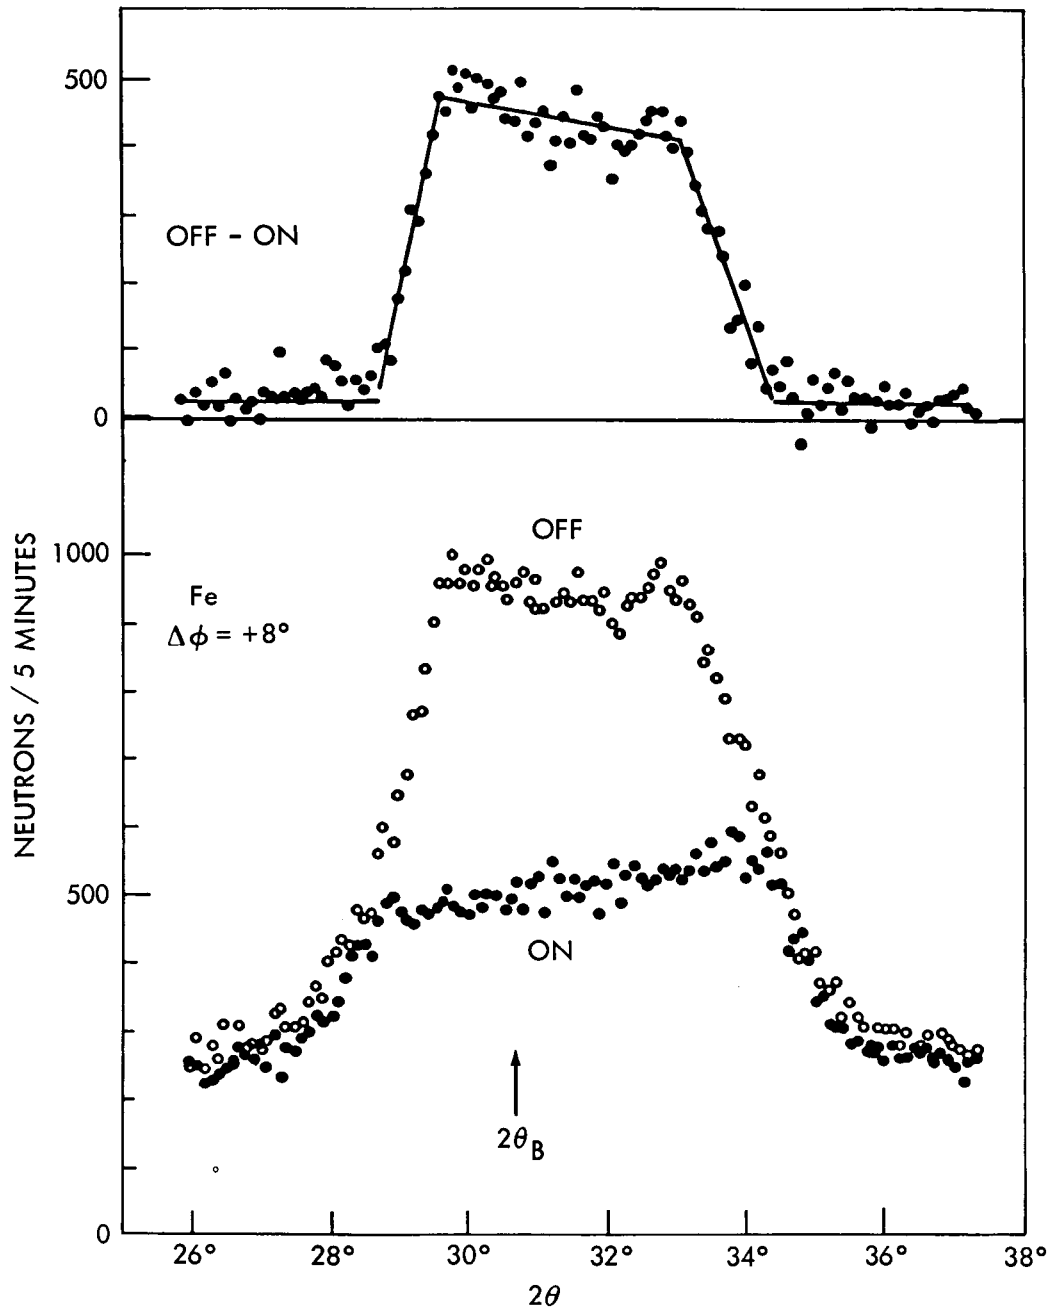 500
OFF – ON
0
NEUTRONS / 5 MINUTES
1000
OFF
Fe
Δϕ = +8°
500
ON
2θB
0
26° 28° 30° 32° 34° 36° 38°
2θ